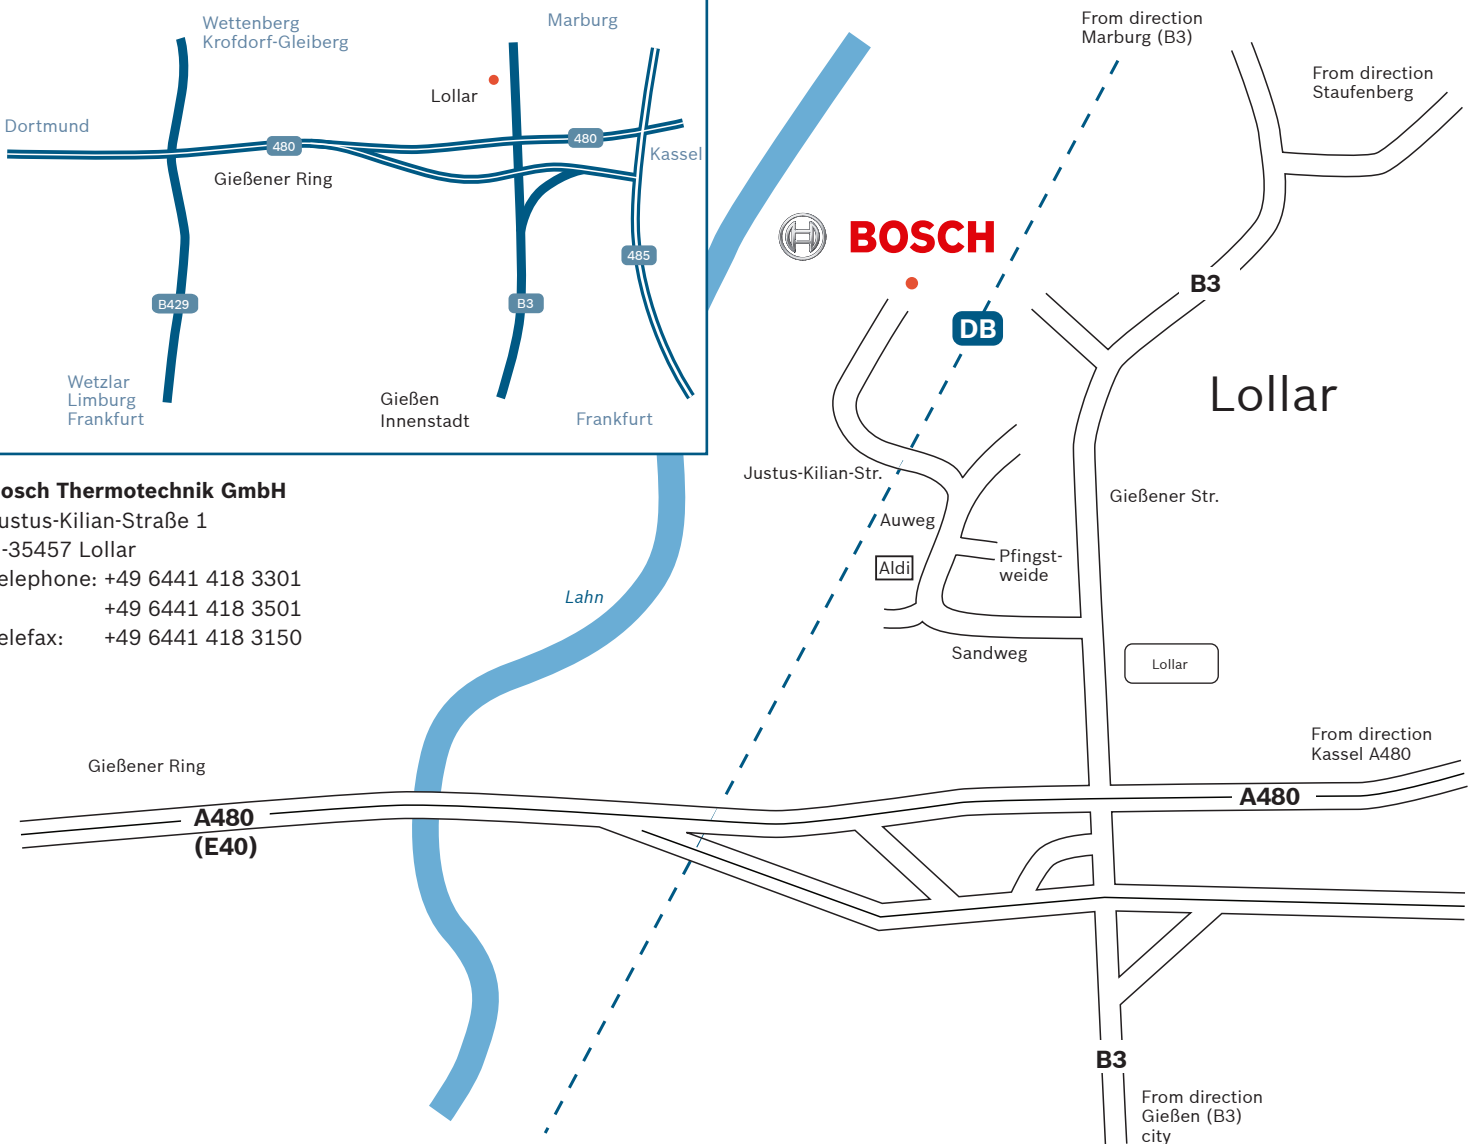 Wettenberg
Krofdorf-Gleiberg
Marburg
Lollar
Dortmund
480
480
Kassel
Gießener Ring
485
B429
B3
Wetzlar
Limburg
Frankfurt
Gießen
Innenstadt
Frankfurt
From direction
Marburg (B3)
From direction
Staufenberg
BOSCH
B3
DB
Lollar
Justus-Kilian-Str.
Gießener Str.
Auweg
Aldi
Pfingst-
weide
Sandweg
Lollar
osch Thermotechnik GmbH
ustus-Kilian-Straße 1
-35457 Lollar
elephone: +49 6441 418 3301
+49 6441 418 3501
elefax: +49 6441 418 3150
Lahn
From direction
Kassel A480
Gießener Ring
A480
A480
(E40)
B3
From direction
Gießen (B3)
city